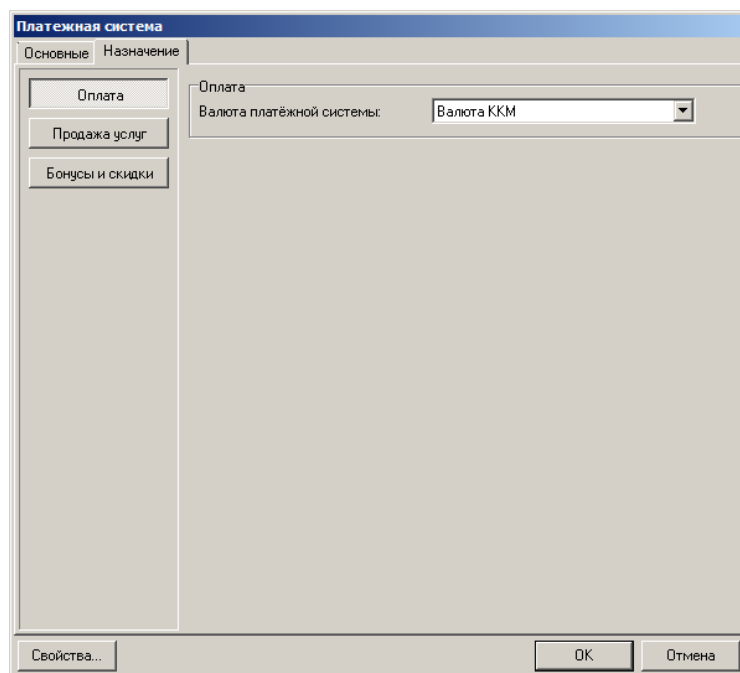 Платежная система
Основные Назначение
Оплата
Продажа услуг
Бонусы и скидки
Оплата
Валюта платёжной системы: Валюта ККМ
Свойства... OK Отмена